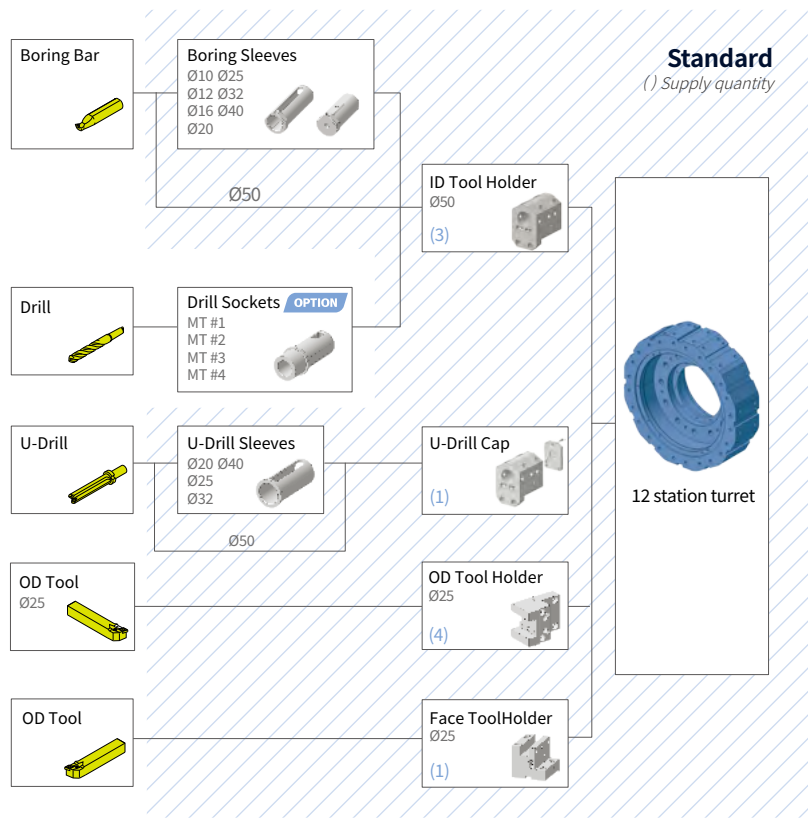 Standard
( ) Supply quantity
Boring Bar
Boring Sleeves
Ø10 Ø25
Ø12 Ø32
Ø16 Ø40
Ø20
Ø50
ID Tool Holder
Ø50
(3)
Drill
Drill Sockets OPTION
MT #1
MT #2
MT #3
MT #4
U-Drill
U-Drill Sleeves
Ø20 Ø40
Ø25
Ø32
Ø50
U-Drill Cap
(1)
12 station turret
OD Tool
Ø25
OD Tool Holder
Ø25
(4)
OD Tool
Face ToolHolder
Ø25
(1)